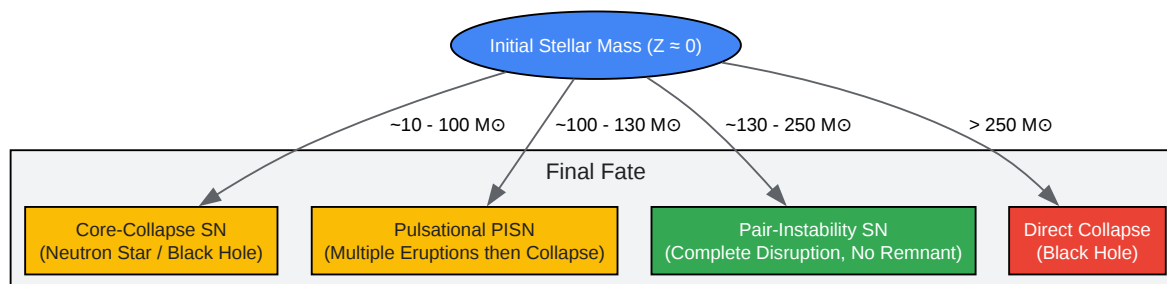 Initial Stellar Mass (Z ≈ 0)
~10 - 100 M⊙
~100 - 130 M⊙
~130 - 250 M⊙
> 250 M⊙
Final Fate
Core-Collapse SN
(Neutron Star / Black Hole)
Pulsational PISN
(Multiple Eruptions then Collapse)
Pair-Instability SN
(Complete Disruption, No Remnant)
Direct Collapse
(Black Hole)